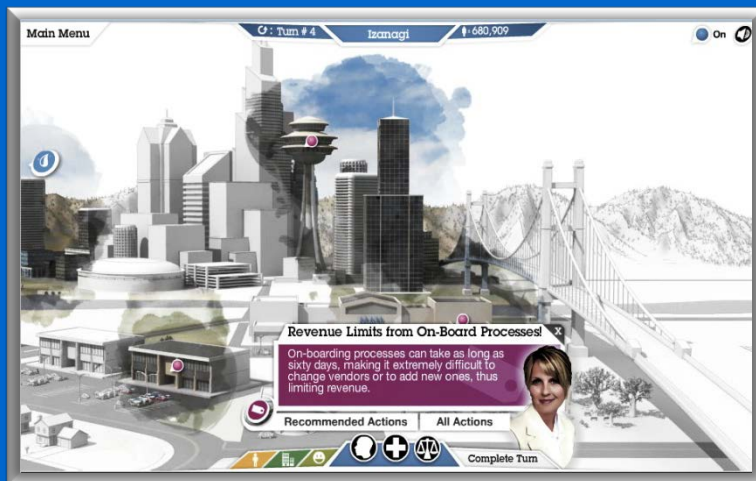 Main Menu
: Turn # 4
Izanagi
: 680,909
On
Revenue Limits from On-Board Processes!
X
On-boarding processes can take as long as
sixty days, making it extremely difficult to
change vendors or to add new ones, thus
limiting revenue.
Recommended Actions
All Actions
Complete Turn